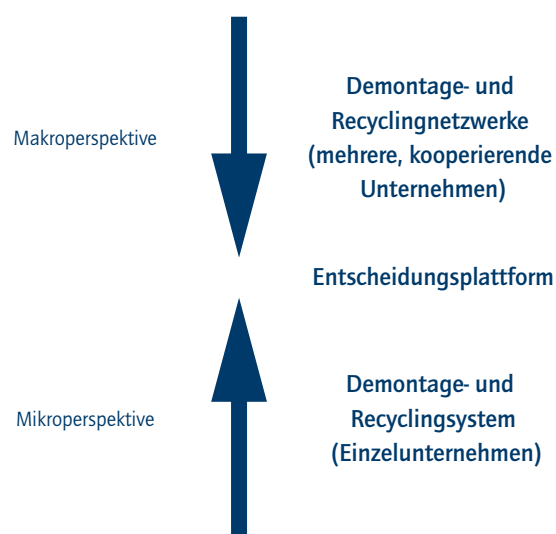 Makroperspektive
Demontage- und
Recyclingnetzwerke
(mehrere, kooperierende
Unternehmen)
Entscheidungsplattform
Mikroperspektive
Demontage- und
Recyclingsystem
(Einzelunternehmen)